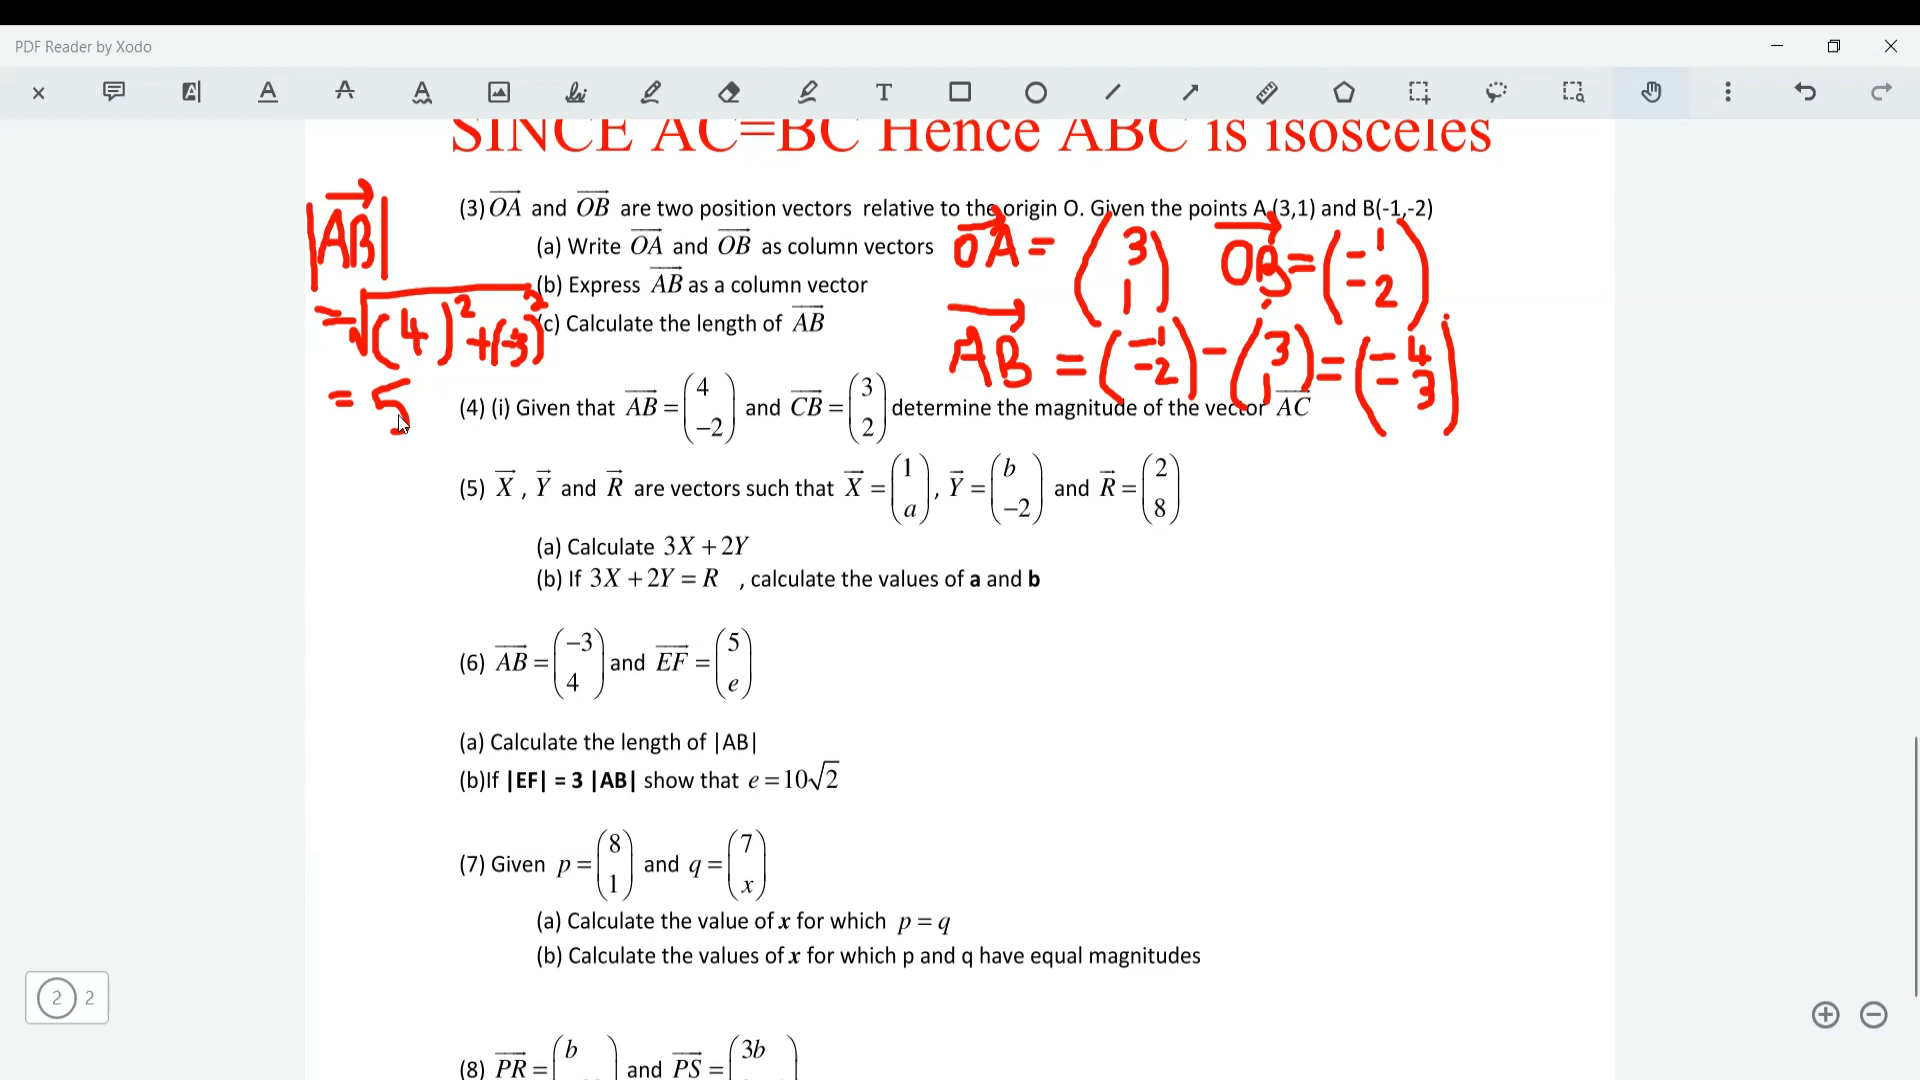 PDF Reader by Xodo
SINCE AC=BC Hence ABC is isosceles
(3) OA and OB are two position vectors relative to the origin O. Given the points A (3,1) and B(-1,-2)
(a) Write OA and OB as column vectors
OA = (3 1) OB = (-1 -2)
(b) Express AB as a column vector
(c) Calculate the length of AB
AB = (-1 -2) - (3 1) = (-4 -3)
|AB|
= √(4)² + (-3)²
= 5
(4) (i) Given that AB = (4 −2) and CB = (3 2) determine the magnitude of the vector AC
(5) X , Y and R are vectors such that X = (1 a), Y = (b −2) and R = (2 8)
(a) Calculate 3X + 2Y
(b) If 3X + 2Y = R , calculate the values of a and b
(6) AB = (−3 4) and EF = (5 e)
(a) Calculate the length of |AB|
(b)If |EF| = 3 |AB| show that e = 10√2
(7) Given p = (8 1) and q = (7 x)
(a) Calculate the value of x for which p = q
(b) Calculate the values of x for which p and q have equal magnitudes
2 2
(8) PR = (b and PS = (3b